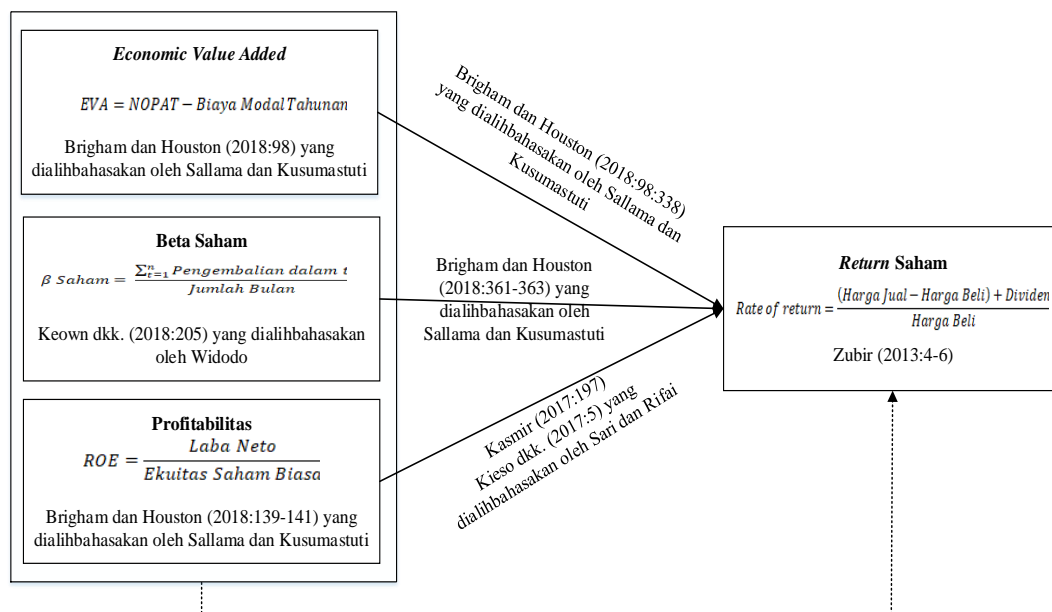 Economic Value Added
EVA = NOPAT − Biaya Modal Tahunan
Brigham dan Houston (2018:98) yang
dialihbahasakan oleh Sallama dan Kusumastuti
Beta Saham
β Saham = ∑ⁿₜ₌₁ Pengembalian dalam t
Jumlah Bulan
Keown dkk. (2018:205) yang dialihbahasakan
oleh Widodo
Profitabilitas
ROE = Laba Neto
Ekuitas Saham Biasa
Brigham dan Houston (2018:139-141) yang
dialihbahasakan oleh Sallama dan Kusumastuti
Brigham dan Houston (2018:98:338)
yang dialihbahasakan oleh Sallama dan
Kusumastuti
Brigham dan Houston
(2018:361-363) yang
dialihbahasakan oleh
Sallama dan Kusumastuti
Kasmir (2017:197)
Kieso dkk. (2017:5) yang
dialihbahasakan oleh Sari dan Rifai
Return Saham
Rate of return = (Harga Jual − Harga Beli) + Dividen
Harga Beli
Zubir (2013:4-6)